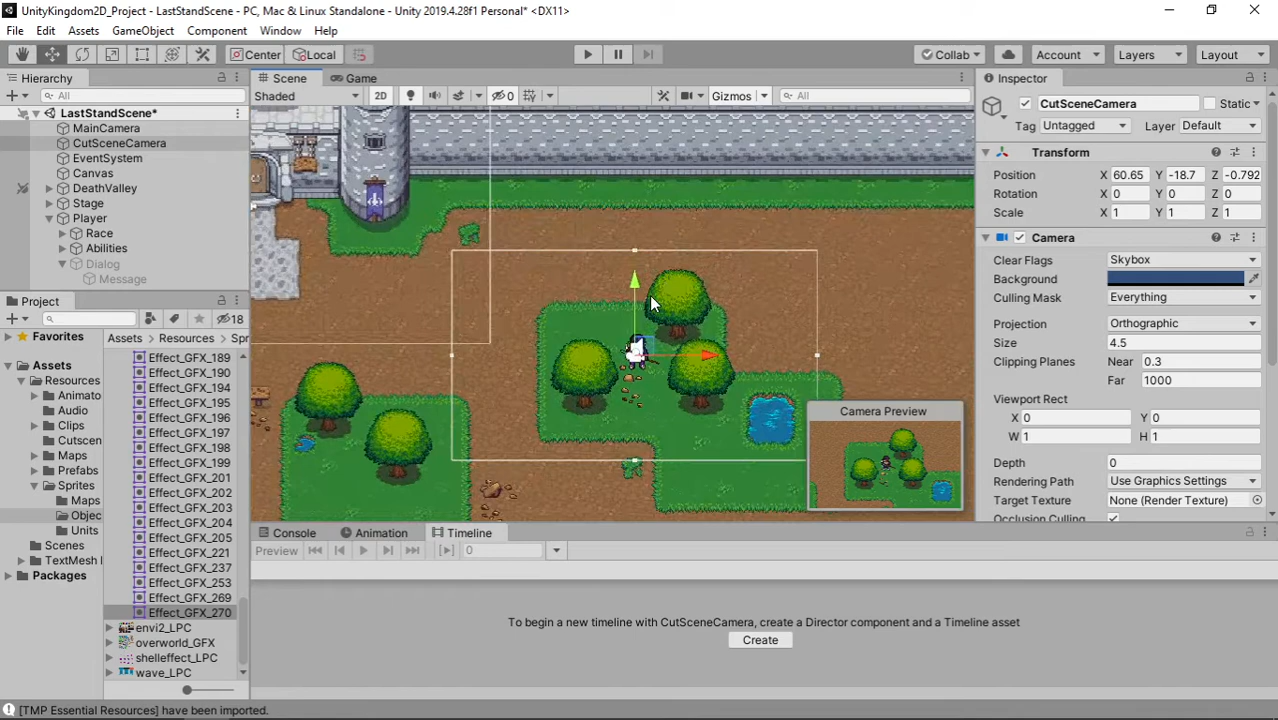 UnityKingdom2D_Project - LastStandScene - PC, Mac & Linux Standalone - Unity 2019.4.28f1 Personal* <DX11>
File Edit Assets GameObject Component Window Help
Center Local Collab Account Layers Layout
Hierarchy
All
LastStandScene*
MainCamera
CutSceneCamera
EventSystem
Canvas
DeathValley
Stage
Player
Race
Abilities
Dialog
Message
Project
18
Favorites
Assets
Resources
Animato
Audio
Clips
Cutscen
Maps
Prefabs
Sprites
Maps
Objec
Units
Scenes
TextMesh
Packages
Assets Resources Spr
Effect_GFX_189
Effect_GFX_190
Effect_GFX_194
Effect_GFX_195
Effect_GFX_196
Effect_GFX_197
Effect_GFX_198
Effect_GFX_199
Effect_GFX_201
Effect_GFX_202
Effect_GFX_203
Effect_GFX_204
Effect_GFX_205
Effect_GFX_221
Effect_GFX_237
Effect_GFX_253
Effect_GFX_269
Effect_GFX_270
envi2_LPC
overworld_GFX
shelleffect_LPC
wave_LPC
Scene Game
Shaded 2D 0 Gizmos All
Camera Preview
Console Animation Timeline
Preview 0
To begin a new timeline with CutSceneCamera, create a Director component and a Timeline asset
Create
Inspector
CutSceneCamera Static
Tag Untagged Layer Default
Transform
Position X 60.65 Y -18.7 Z -0.792
Rotation X 0 Y 0 Z 0
Scale X 1 Y 1 Z 1
Camera
Clear Flags Skybox
Background
Culling Mask Everything
Projection Orthographic
Size 4.5
Clipping Planes Near 0.3
Far 1000
Viewport Rect
X 0 Y 0
W 1 H 1
Depth 0
Rendering Path Use Graphics Settings
Target Texture None (Render Texture)
Occlusion Culling
[TMP Essential Resources] have been imported.